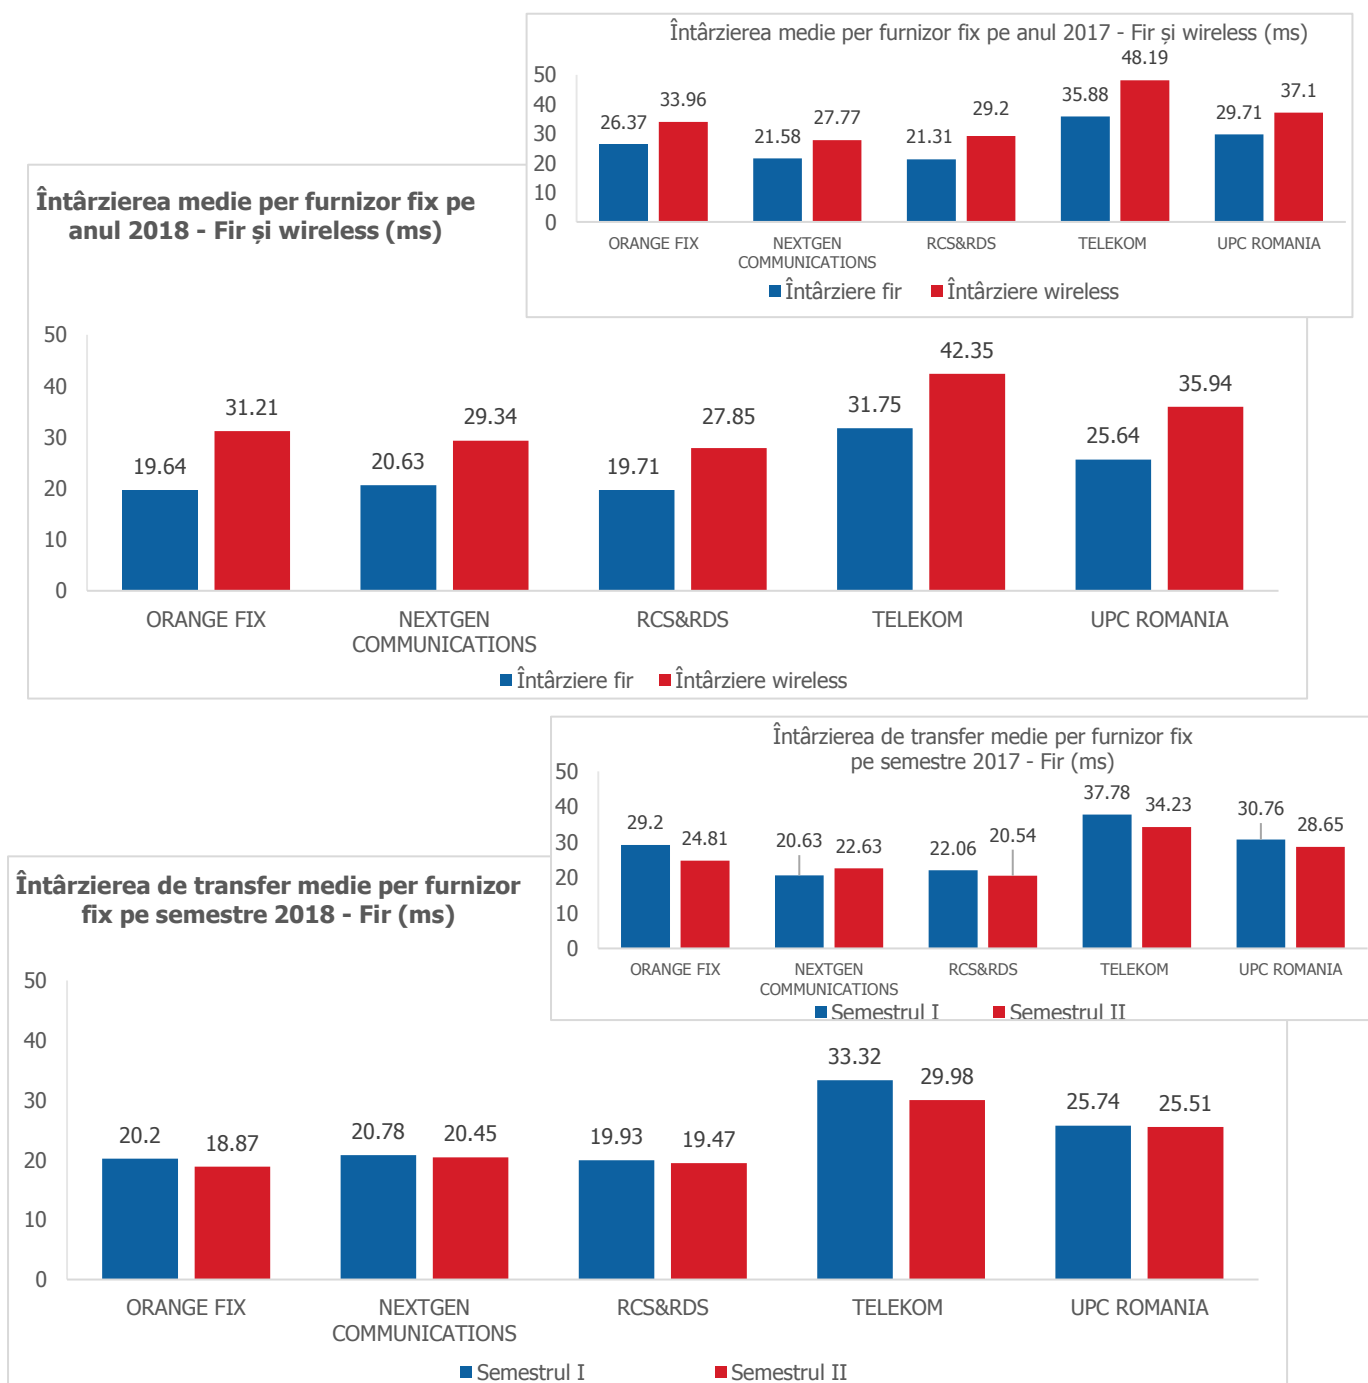 Întârzierea medie per furnizor fix pe anul 2017 - Fir și wireless (ms)
50
40
30
20
10
0
26.37
33.96
21.58
27.77
21.31
29.2
35.88
48.19
29.71
37.1
ORANGE FIX
NEXTGEN
COMMUNICATIONS
RCS&RDS
TELEKOM
UPC ROMANIA
Întârziere fir
Întârziere wireless
Întârzierea medie per furnizor fix pe
anul 2018 - Fir și wireless (ms)
50
40
30
20
10
0
19.64
31.21
20.63
29.34
19.71
27.85
31.75
42.35
25.64
35.94
ORANGE FIX
NEXTGEN
COMMUNICATIONS
RCS&RDS
TELEKOM
UPC ROMANIA
Întârziere fir
Întârziere wireless
Întârzierea de transfer medie per furnizor fix
pe semestre 2017 - Fir (ms)
50
40
30
20
10
0
29.2
24.81
20.63
22.63
22.06
20.54
37.78
34.23
30.76
28.65
ORANGE FIX
NEXTGEN
COMMUNICATIONS
RCS&RDS
TELEKOM
UPC ROMANIA
Semestrul I
Semestrul II
Întârzierea de transfer medie per furnizor
fix pe semestre 2018 - Fir (ms)
50
40
30
20
10
0
20.2
18.87
20.78
20.45
19.93
19.47
33.32
29.98
25.74
25.51
ORANGE FIX
NEXTGEN
COMMUNICATIONS
RCS&RDS
TELEKOM
UPC ROMANIA
Semestrul I
Semestrul II